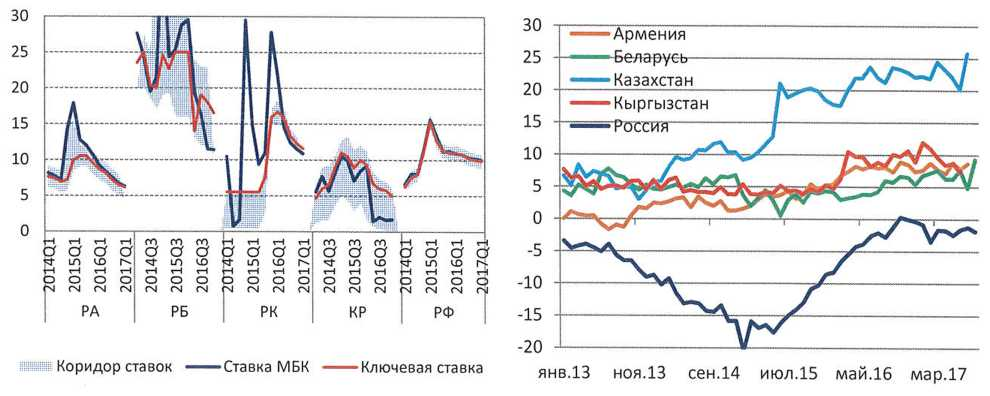 30
25
20
15
10
5
0
2014Q1
2015Q1
2016Q1
2017Q1
2014Q3
2015Q3
2016Q3
2014Q1
2015Q1
2016Q1
2017Q1
2014Q3
2015Q3
2016Q3
2014Q1
2015Q1
2016Q1
2017Q1
РА
РБ
РК
КР
РФ
Коридор ставок
Ставка МБК
Ключевая ставка
30
25
20
15
10
5
0
-5
-10
-15
-20
Армения
Беларусь
Казахстан
Кыргызстан
Россия
янв.13
ноя.13
сен.14
июл.15
май.16
мар.17